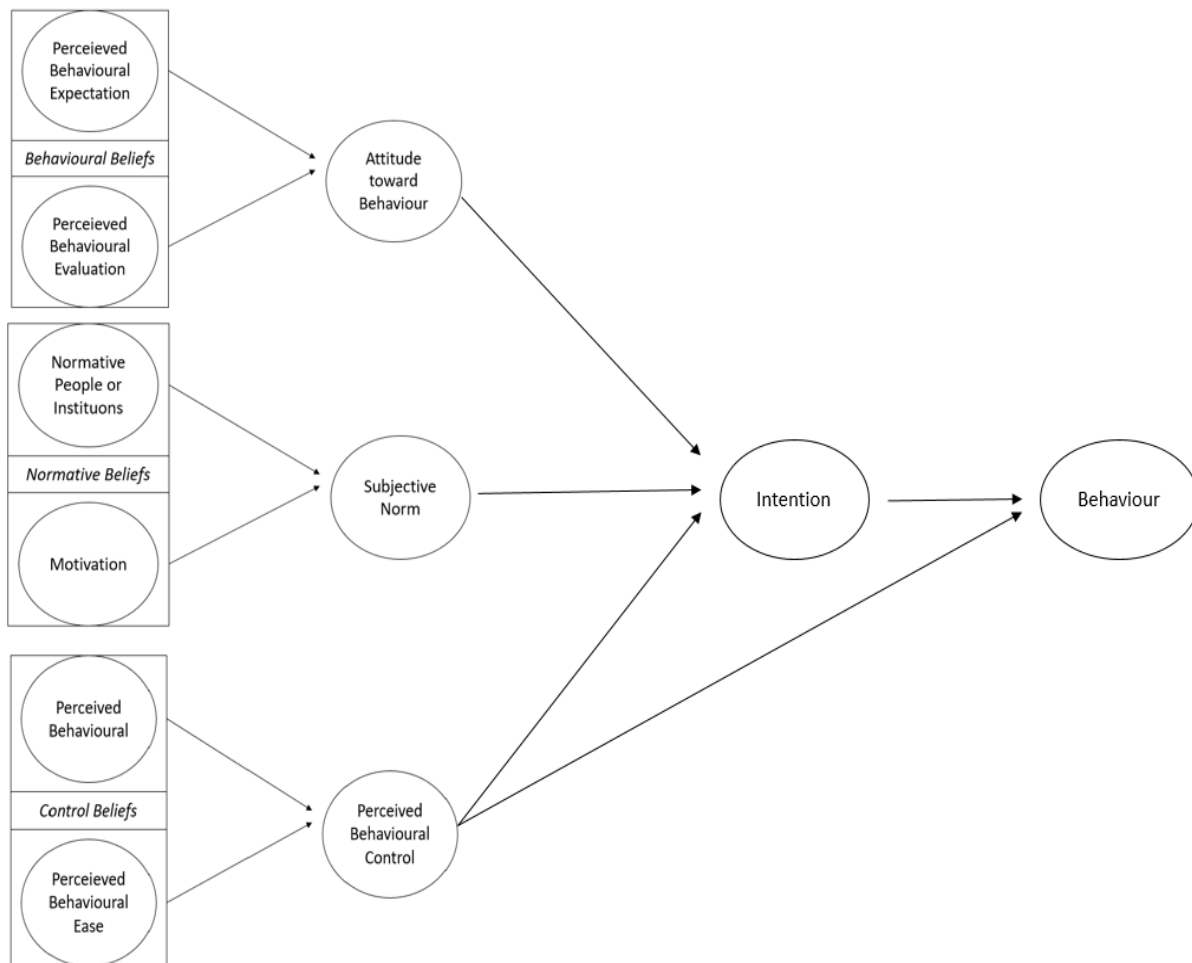 Perceieved
Behavioural
Expectation
Behavioural Beliefs
Perceieved
Behavioural
Evaluation
Attitude
toward
Behaviour
Normative
People or
Instituons
Normative Beliefs
Motivation
Subjective
Norm
Intention
Behaviour
Perceived
Behavioural
Control Beliefs
Perceieved
Behavioural
Ease
Perceived
Behavioural
Control